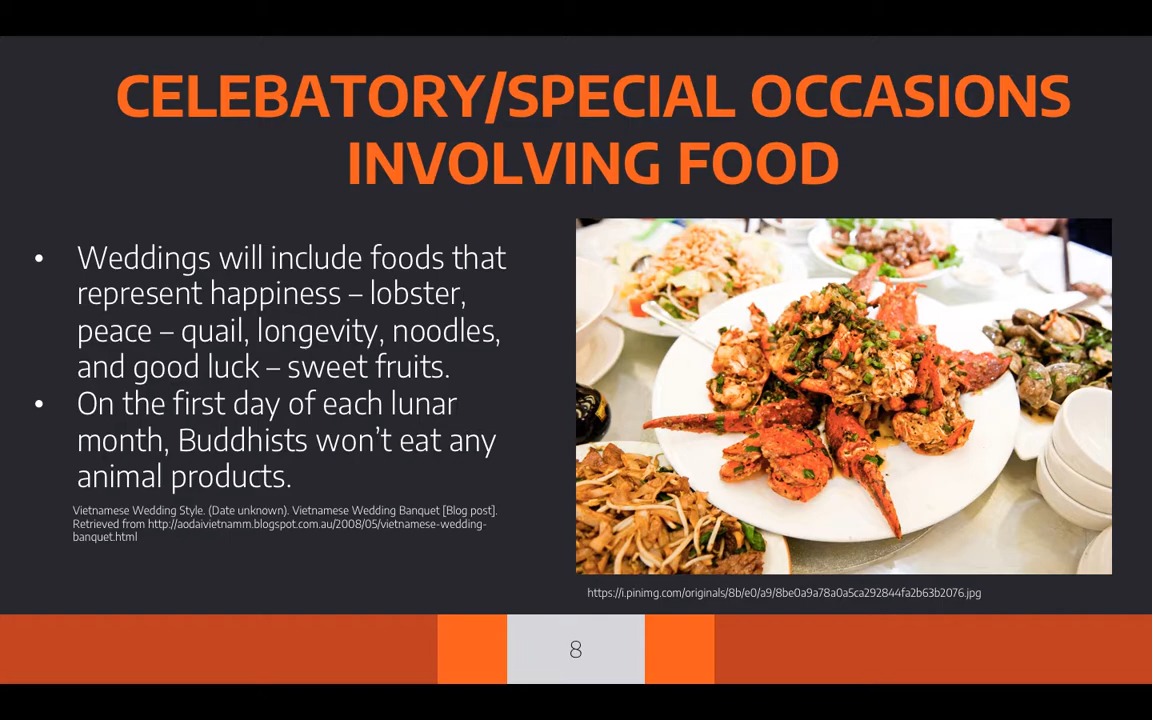 CELEBATORY/SPECIAL OCCASIONS
INVOLVING FOOD
• Weddings will include foods that
represent happiness – lobster,
peace – quail, longevity, noodles,
and good luck – sweet fruits.
• On the first day of each lunar
month, Buddhists won’t eat any
animal products.
Vietnamese Wedding Style. (Date unknown). Vietnamese Wedding Banquet [Blog post].
Retrieved from http://aodaivietnamm.blogspot.com.au/2008/05/vietnamese-wedding-
banquet.html
https://i.pinimg.com/originals/8b/e0/a9/8be0a9a78a0a5ca292844fa2b63b2076.jpg
8